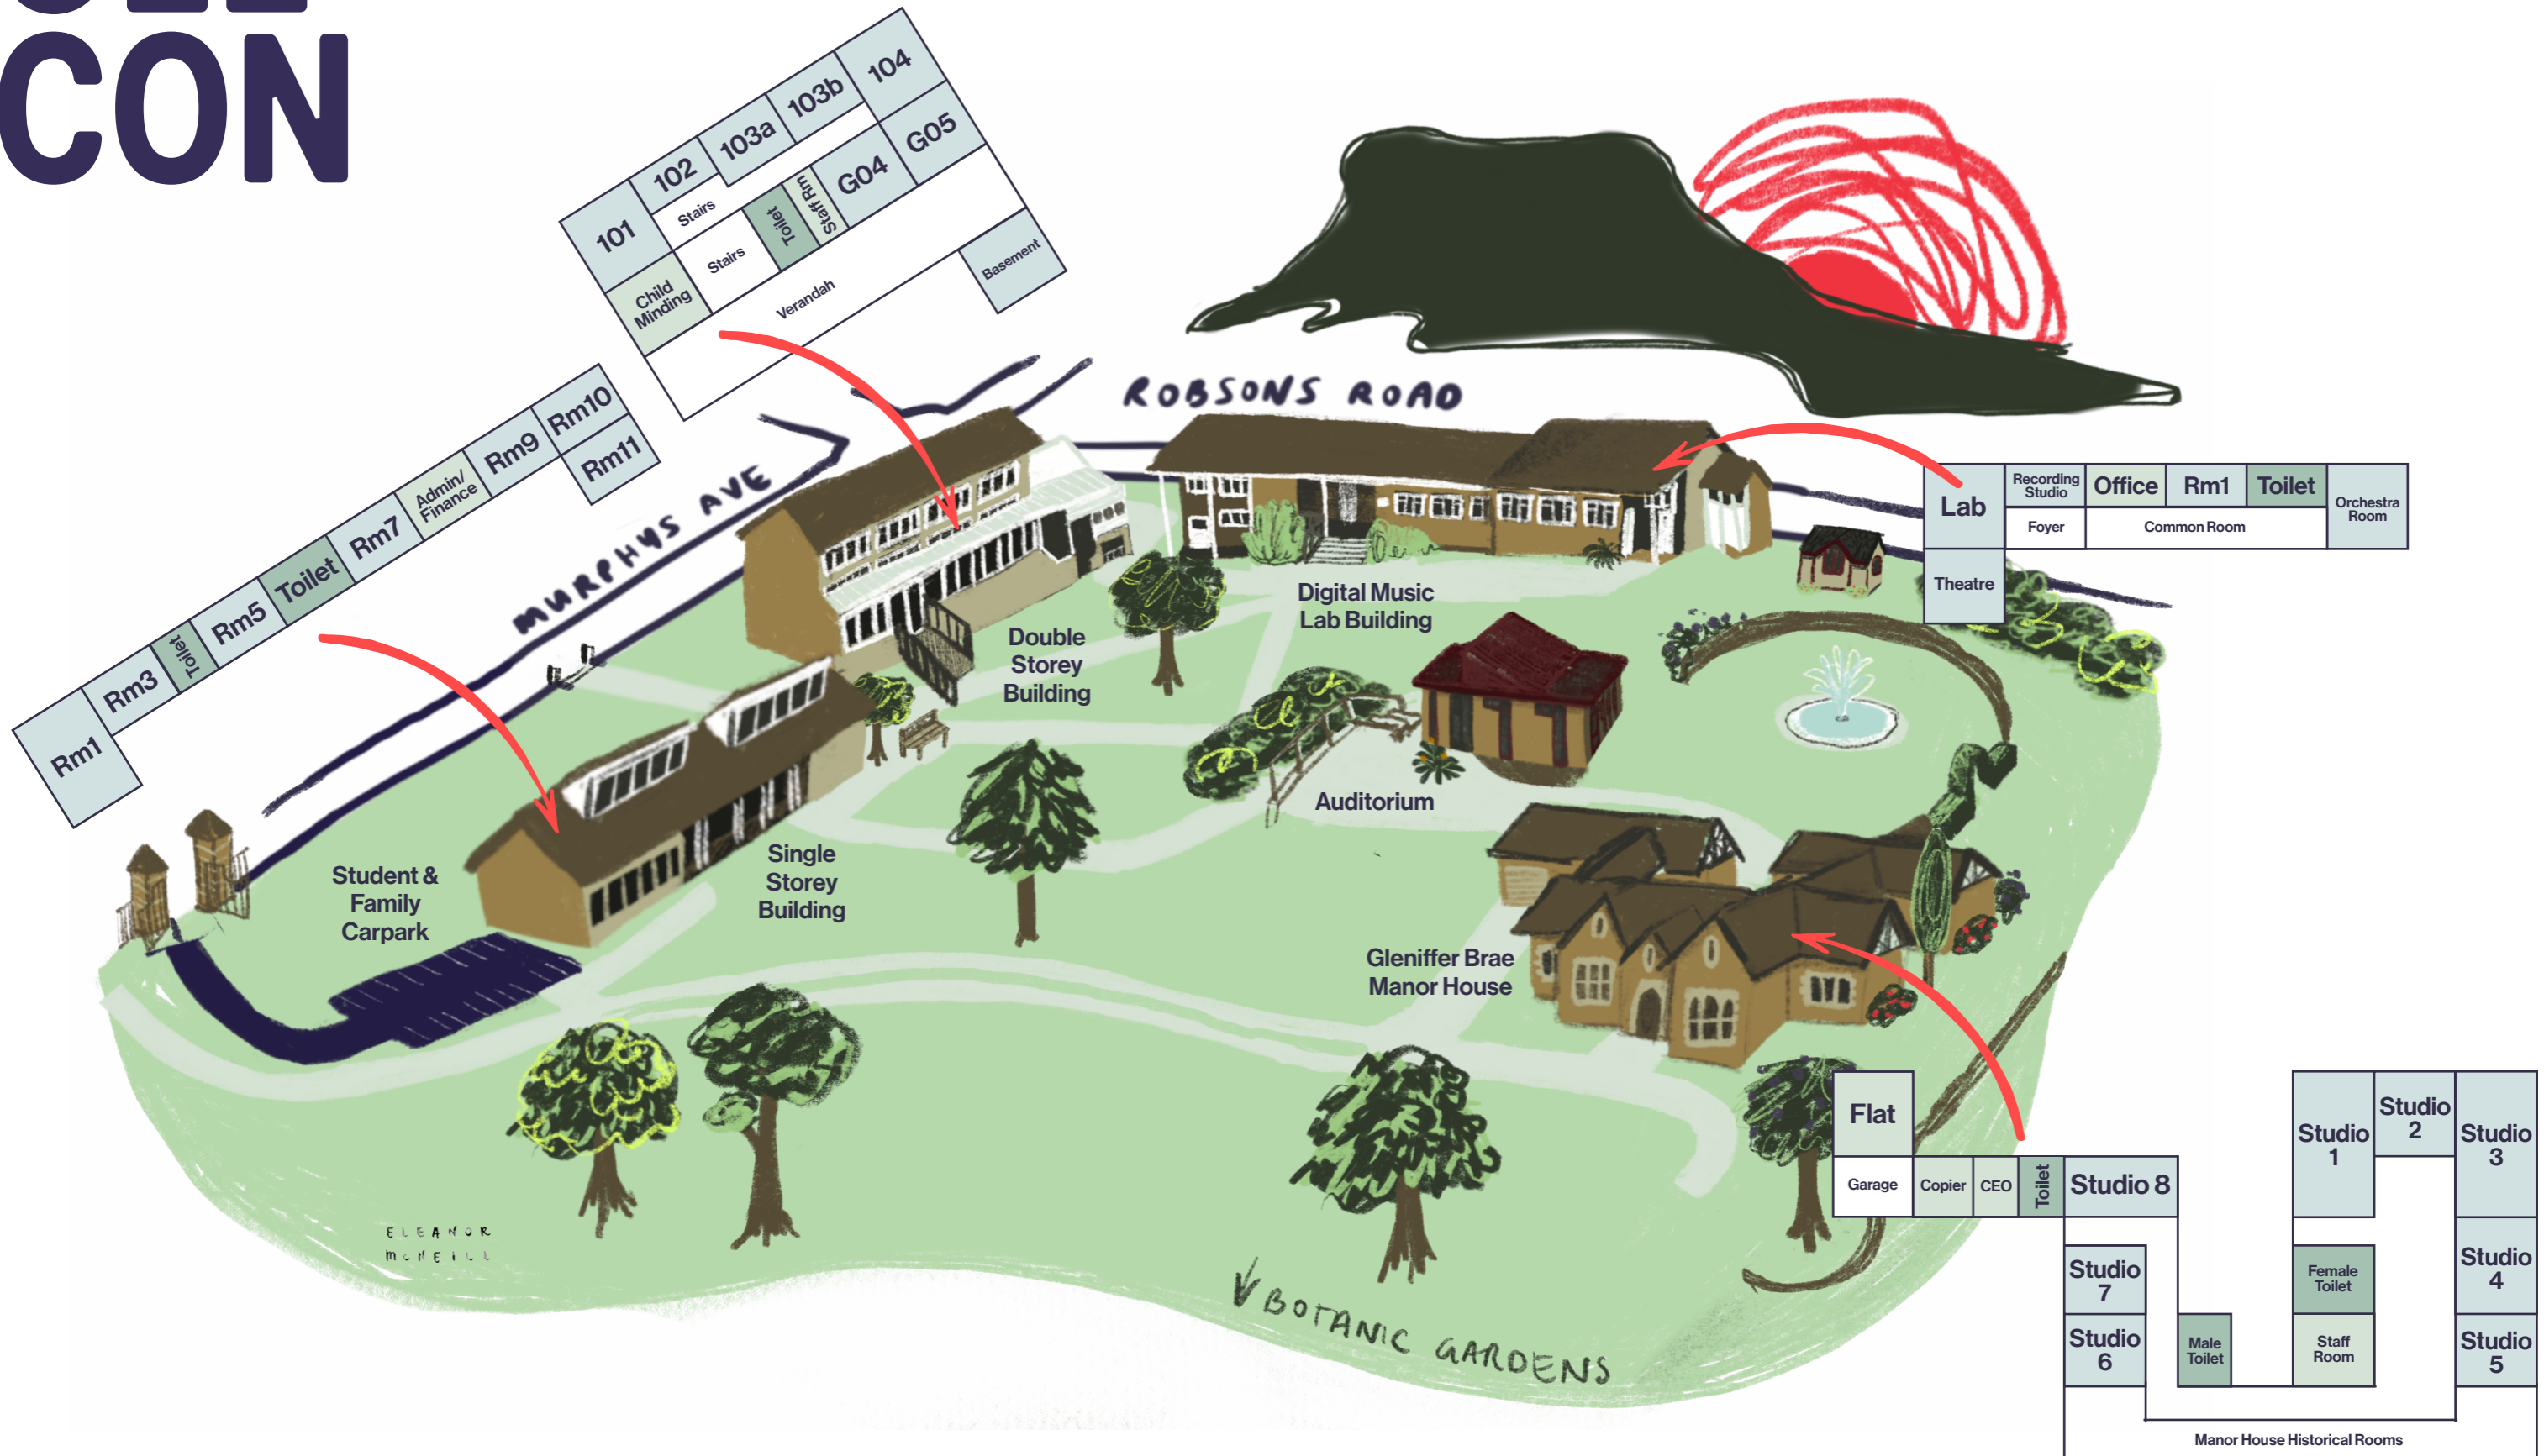 CON
101
102
103a
103b
104
Stairs
Child
Minding
Stairs
Toilet
Staff Rm
G04
G05
Verandah
Basement
Rm1
Rm3
Toilet
Rm5
Toilet
Rm7
Admin/
Finance
Rm9
Rm10
Rm11
ROBSONS ROAD
MURPHYS AVE
Lab
Recording
Studio
Office
Rm1
Toilet
Orchestra
Room
Foyer
Common Room
Theatre
Digital Music
Lab Building
Double
Storey
Building
Auditorium
Single
Storey
Building
Student &
Family
Carpark
Gleniffer Brae
Manor House
Flat
Garage
Copier
CEO
Toilet
Studio 8
Studio
1
Studio
2
Studio
3
Studio
4
Studio
5
Studio
7
Studio
6
Male
Toilet
Female
Toilet
Staff
Room
Manor House Historical Rooms
ELEANOR
MCNEILL
BOTANIC GARDENS